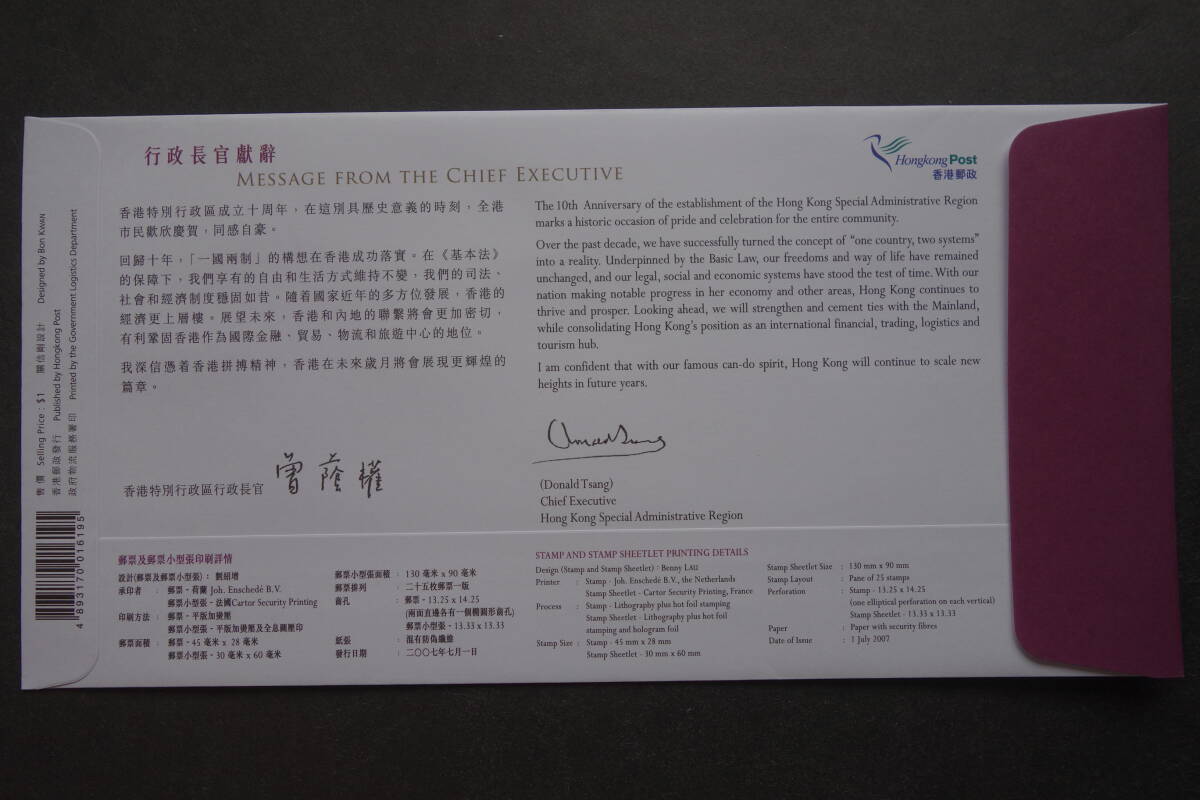 行政長官獻辭
MESSAGE FROM THE CHIEF EXECUTIVE
Hongkong Post
香港郵政
香港特別行政區成立十周年，在這別具歷史意義的時刻，全港
市民歡欣慶賀，同感自豪。
回歸十年，「一國兩制」的構想在香港成功落實。在《基本法》
的保障下，我們享有的自由和生活方式維持不變，我們的司法、
社會和經濟制度穩固如昔。隨着國家近年的多方位發展，香港的
經濟更上層樓。展望未來，香港和內地的聯繫將會更加密切，
有利鞏固香港作為國際金融、貿易、物流和旅遊中心的地位。
我深信憑着香港拼搏精神，香港在未來歲月將會展現更輝煌的
篇章。
香港特別行政區行政長官 曾蔭權
The 10th Anniversary of the establishment of the Hong Kong Special Administrative Region
marks a historic occasion of pride and celebration for the entire community.
Over the past decade, we have successfully turned the concept of "one country, two systems"
into a reality. Underpinned by the Basic Law, our freedoms and way of life have remained
unchanged, and our legal, social and economic systems have stood the test of time. With our
nation making notable progress in her economy and other areas, Hong Kong continues to
thrive and prosper. Looking ahead, we will strengthen and cement ties with the Mainland,
while consolidating Hong Kong's position as an international financial, trading, logistics and
tourism hub.
I am confident that with our famous can-do spirit, Hong Kong will continue to scale new
heights in future years.
(Donald Tsang)
Chief Executive
Hong Kong Special Administrative Region
郵票及郵票小型張印刷詳情
設計(郵票及郵票小型張)： 劉紹增
承印者 ： 郵票 - 荷蘭 Joh. Enschedé B.V.
郵票小型張 - 法國Cartor Security Printing
印刷方法 ： 郵票 - 平版加燙壓
郵票小型張 - 平版加燙壓及全息圖壓印
郵票面積 ： 郵票 - 45 毫米 x 28 毫米
郵票小型張 - 30 毫米 x 60 毫米
郵票小型張面積 ： 130 毫米 x 90 毫米
郵票排列 ： 二十五枚郵票一版
齒孔 ： 郵票 - 13.25 x 14.25
(兩面直邊各有一個橢圓形齒孔)
郵票小型張 - 13.33 x 13.33
紙張 ： 混有防偽纖維
發行日期 ： 二〇〇七年七月一日
STAMP AND STAMP SHEETLET PRINTING DETAILS
Design (Stamp and Stamp Sheetlet) : Benny LAU
Printer : Stamp - Joh. Enschedé B.V., the Netherlands
Stamp Sheetlet - Cartor Security Printing, France
Process : Stamp - Lithography plus hot foil stamping
Stamp Sheetlet - Lithography plus hot foil
stamping and hologram foil
Stamp Size : Stamp - 45 mm x 28 mm
Stamp Sheetlet - 30 mm x 60 mm
Stamp Sheetlet Size : 130 mm x 90 mm
Stamp Layout : Pane of 25 stamps
Perforation : Stamp - 13.25 x 14.25
(one elliptical perforation on each vertical)
Stamp Sheetlet - 13.33 x 13.33
Paper : Paper with security fibres
Date of Issue : 1 July 2007
售價 Selling Price : $1 關信剛設計 Designed by BON KWAN
香港郵政發行 Published by Hongkong Post
政府物流服務署印 Printed by the Government Logistics Department
4 893170 016195